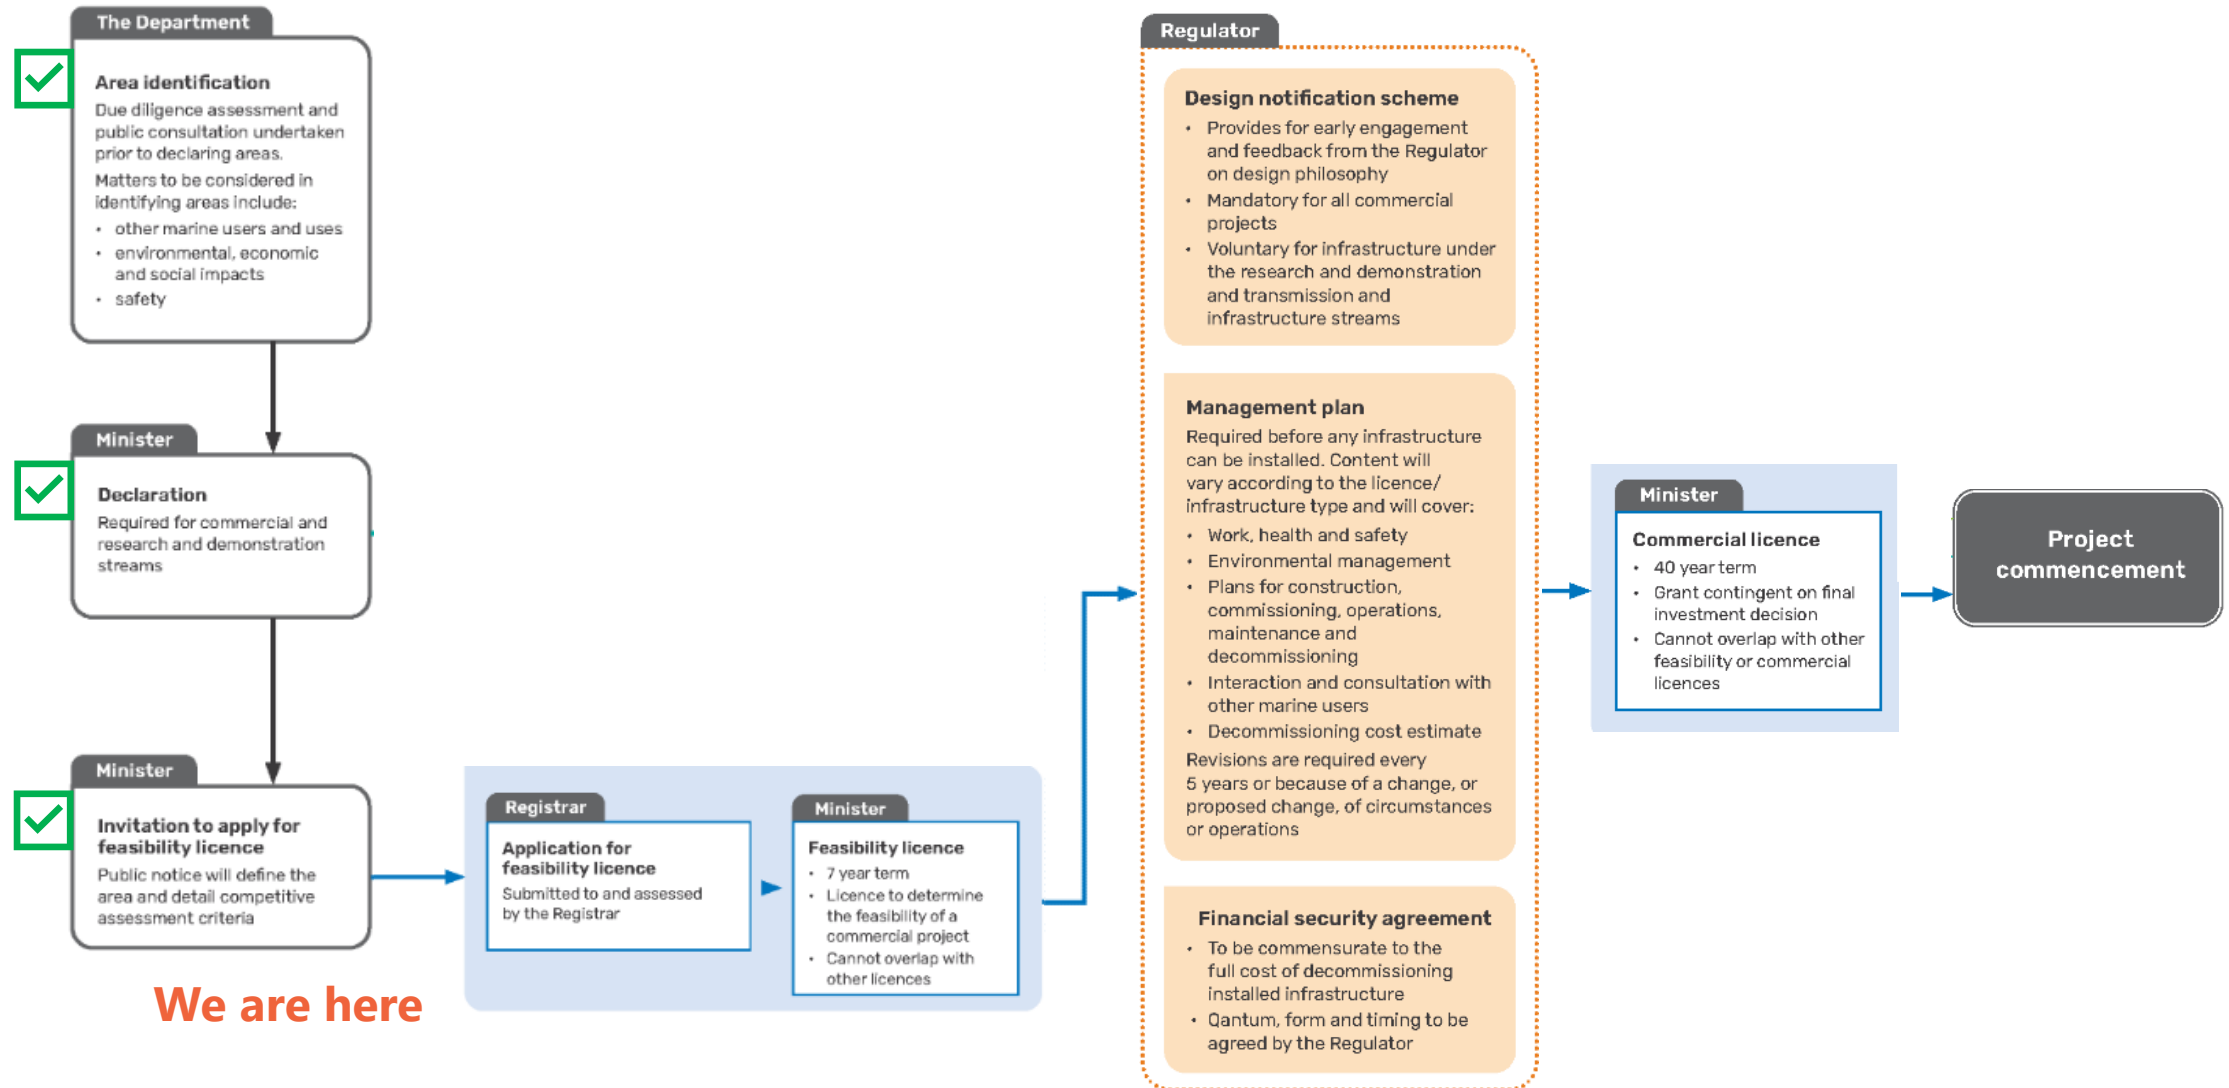 The Department
Area identification
Due diligence assessment and
public consultation undertaken
prior to declaring areas.
Matters to be considered in
identifying areas include:
• other marine users and uses
• environmental, economic
and social impacts
• safety
Minister
Declaration
Required for commercial and
research and demonstration
streams
Minister
Invitation to apply for
feasibility licence
Public notice will define the
area and detail competitive
assessment criteria
We are here
Registrar
Application for
feasibility licence
Submitted to and assessed
by the Registrar
Minister
Feasibility licence
• 7 year term
• Licence to determine
the feasibility of a
commercial project
• Cannot overlap with
other licences
Regulator
Design notification scheme
• Provides for early engagement
and feedback from the Regulator
on design philosophy
• Mandatory for all commercial
projects
• Voluntary for infrastructure under
the research and demonstration
and transmission and
infrastructure streams
Management plan
Required before any infrastructure
can be installed. Content will
vary according to the licence/
infrastructure type and will cover:
• Work, health and safety
• Environmental management
• Plans for construction,
commissioning, operations,
maintenance and
decommissioning
• Interaction and consultation with
other marine users
• Decommissioning cost estimate
Revisions are required every
5 years or because of a change, or
proposed change, of circumstances
or operations
Financial security agreement
• To be commensurate to the
full cost of decommissioning
installed infrastructure
• Qantum, form and timing to be
agreed by the Regulator
Minister
Commercial licence
• 40 year term
• Grant contingent on final
investment decision
• Cannot overlap with other
feasibility or commercial
licences
Project
commencement